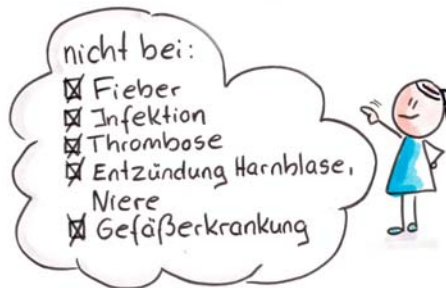 nicht bei:
Fieber
Infektion
Thrombose
Entzündung Harnblase,
Niere
Gefäßerkrankung